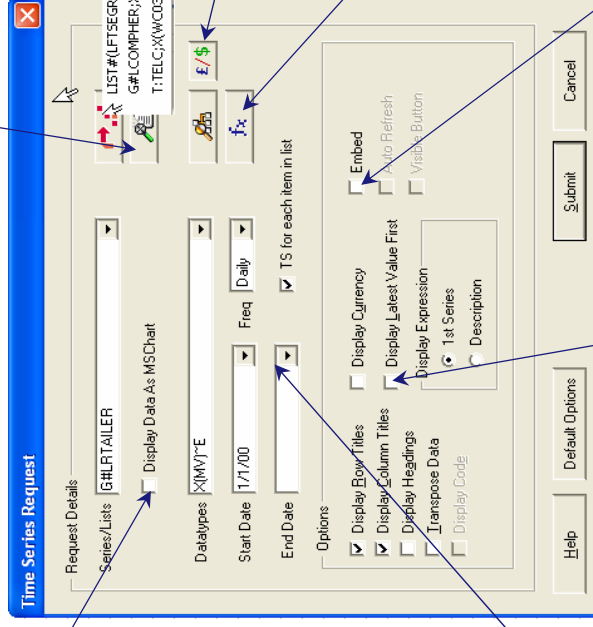 Time Series Request
Request Details
Series/Lists G#LRTAILER
LIST#(LFTSEGR
G#LCOMPHER;X
T:TELC;X(WC03
Display Data As MSChart
Datatypes X(MV)~E
£/$
Start Date 1/1/00 Freq Daily
fx
End Date TS for each item in list
Options
Display Row Titles Display Currency Embed
Display Column Titles Display Latest Value First Auto Refresh
Display Headings Display Expression Visible Button
Transpose Data 1st Series
Display Code Description
Help Default Options Submit Cancel